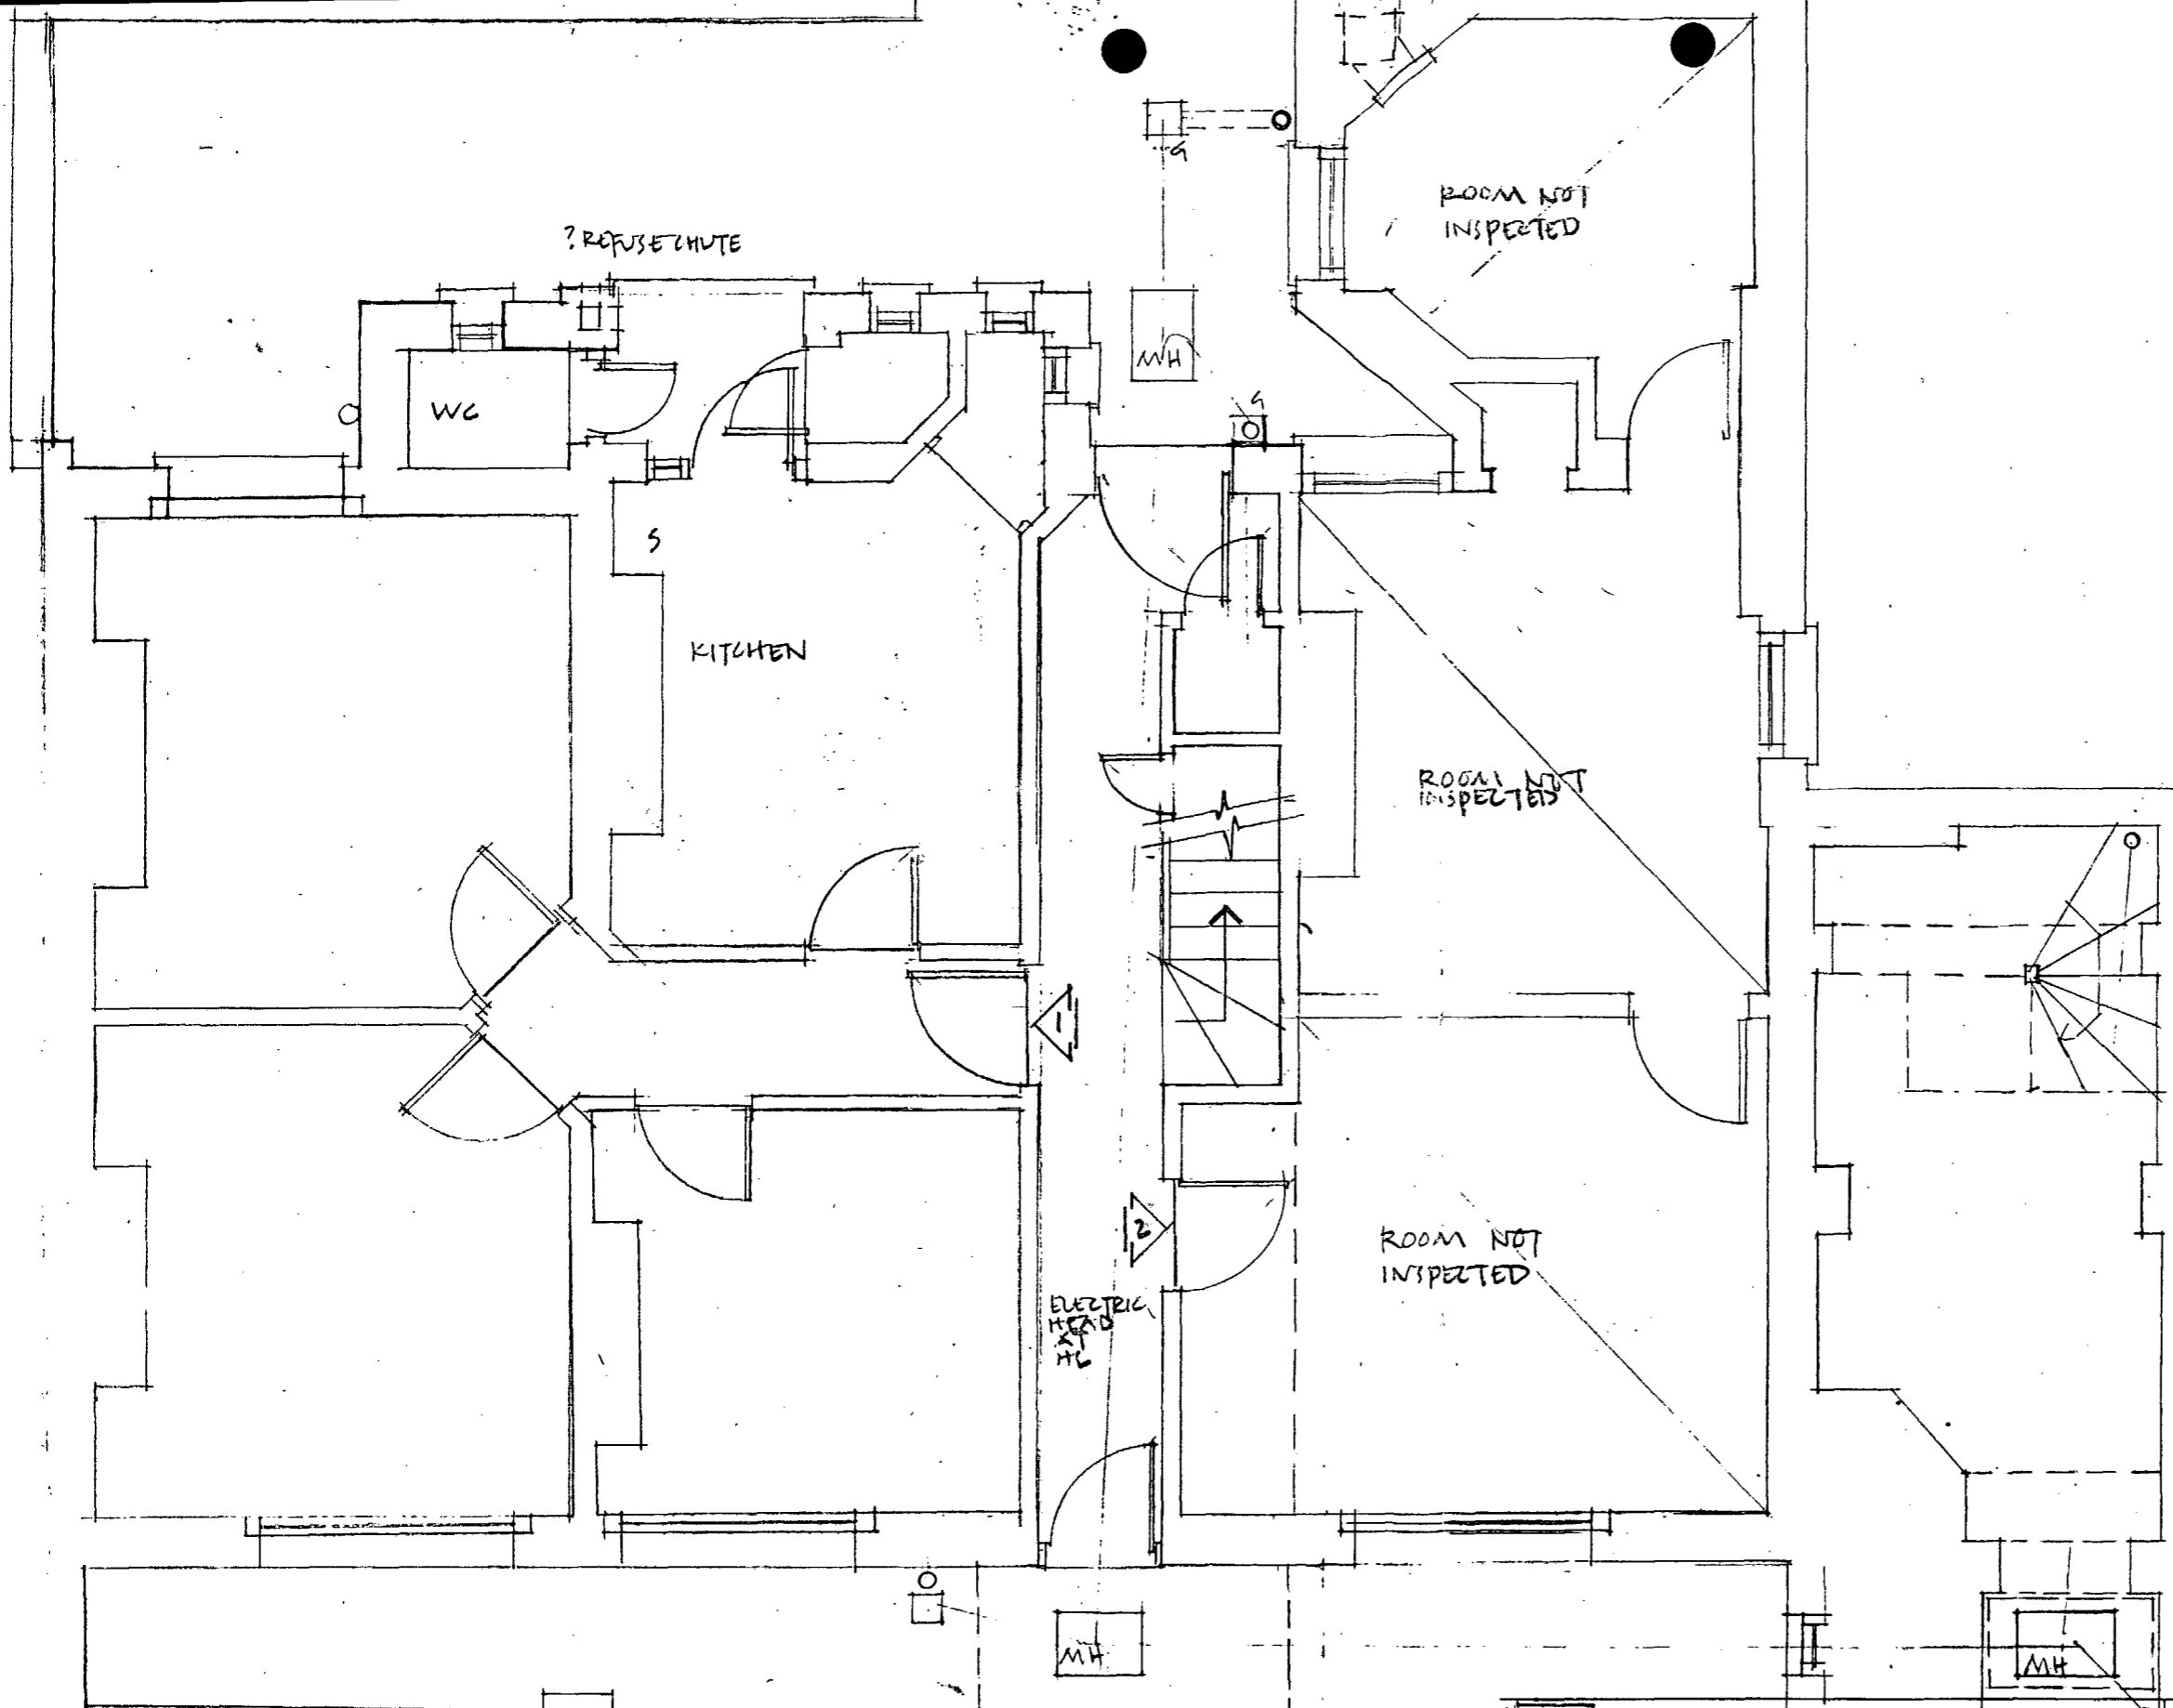 G
ROOM NOT
INSPECTED
?REFUSE CHUTE
MH
WC
G
S
KITCHEN
ROOM NOT
INSPECTED
1
2
ROOM NOT
INSPECTED
ELECTRIC
HEAD
AT
HL
MH
MH